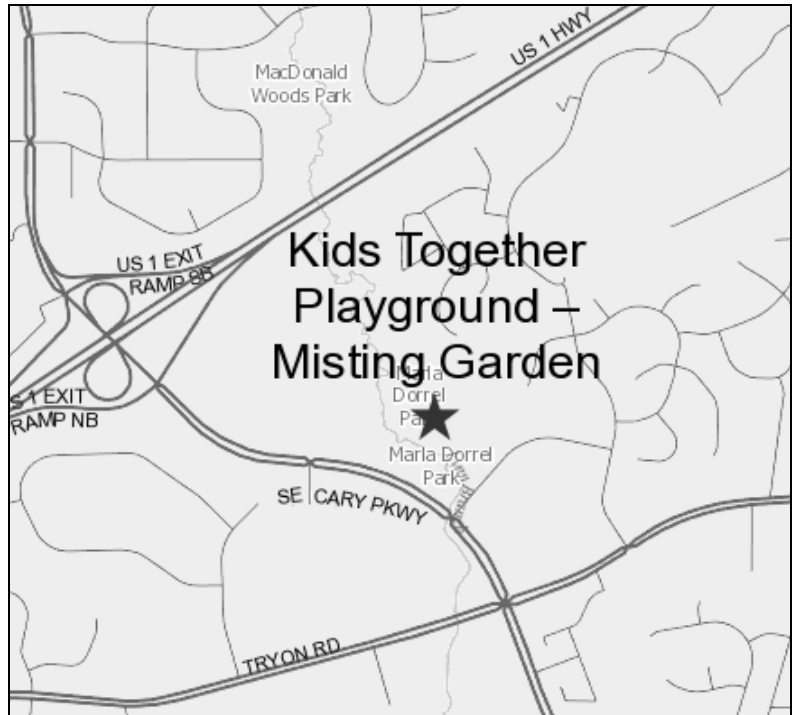 US 1 HWY
MacDonald
Woods Park
US 1 EXIT
RAMP SB
Kids Together
Playground –
Misting Garden
Marla
Dorrel
Park
S 1 EXIT
RAMP NB
Marla Dorrel
Park
SE CARY PKWY
TRYON RD